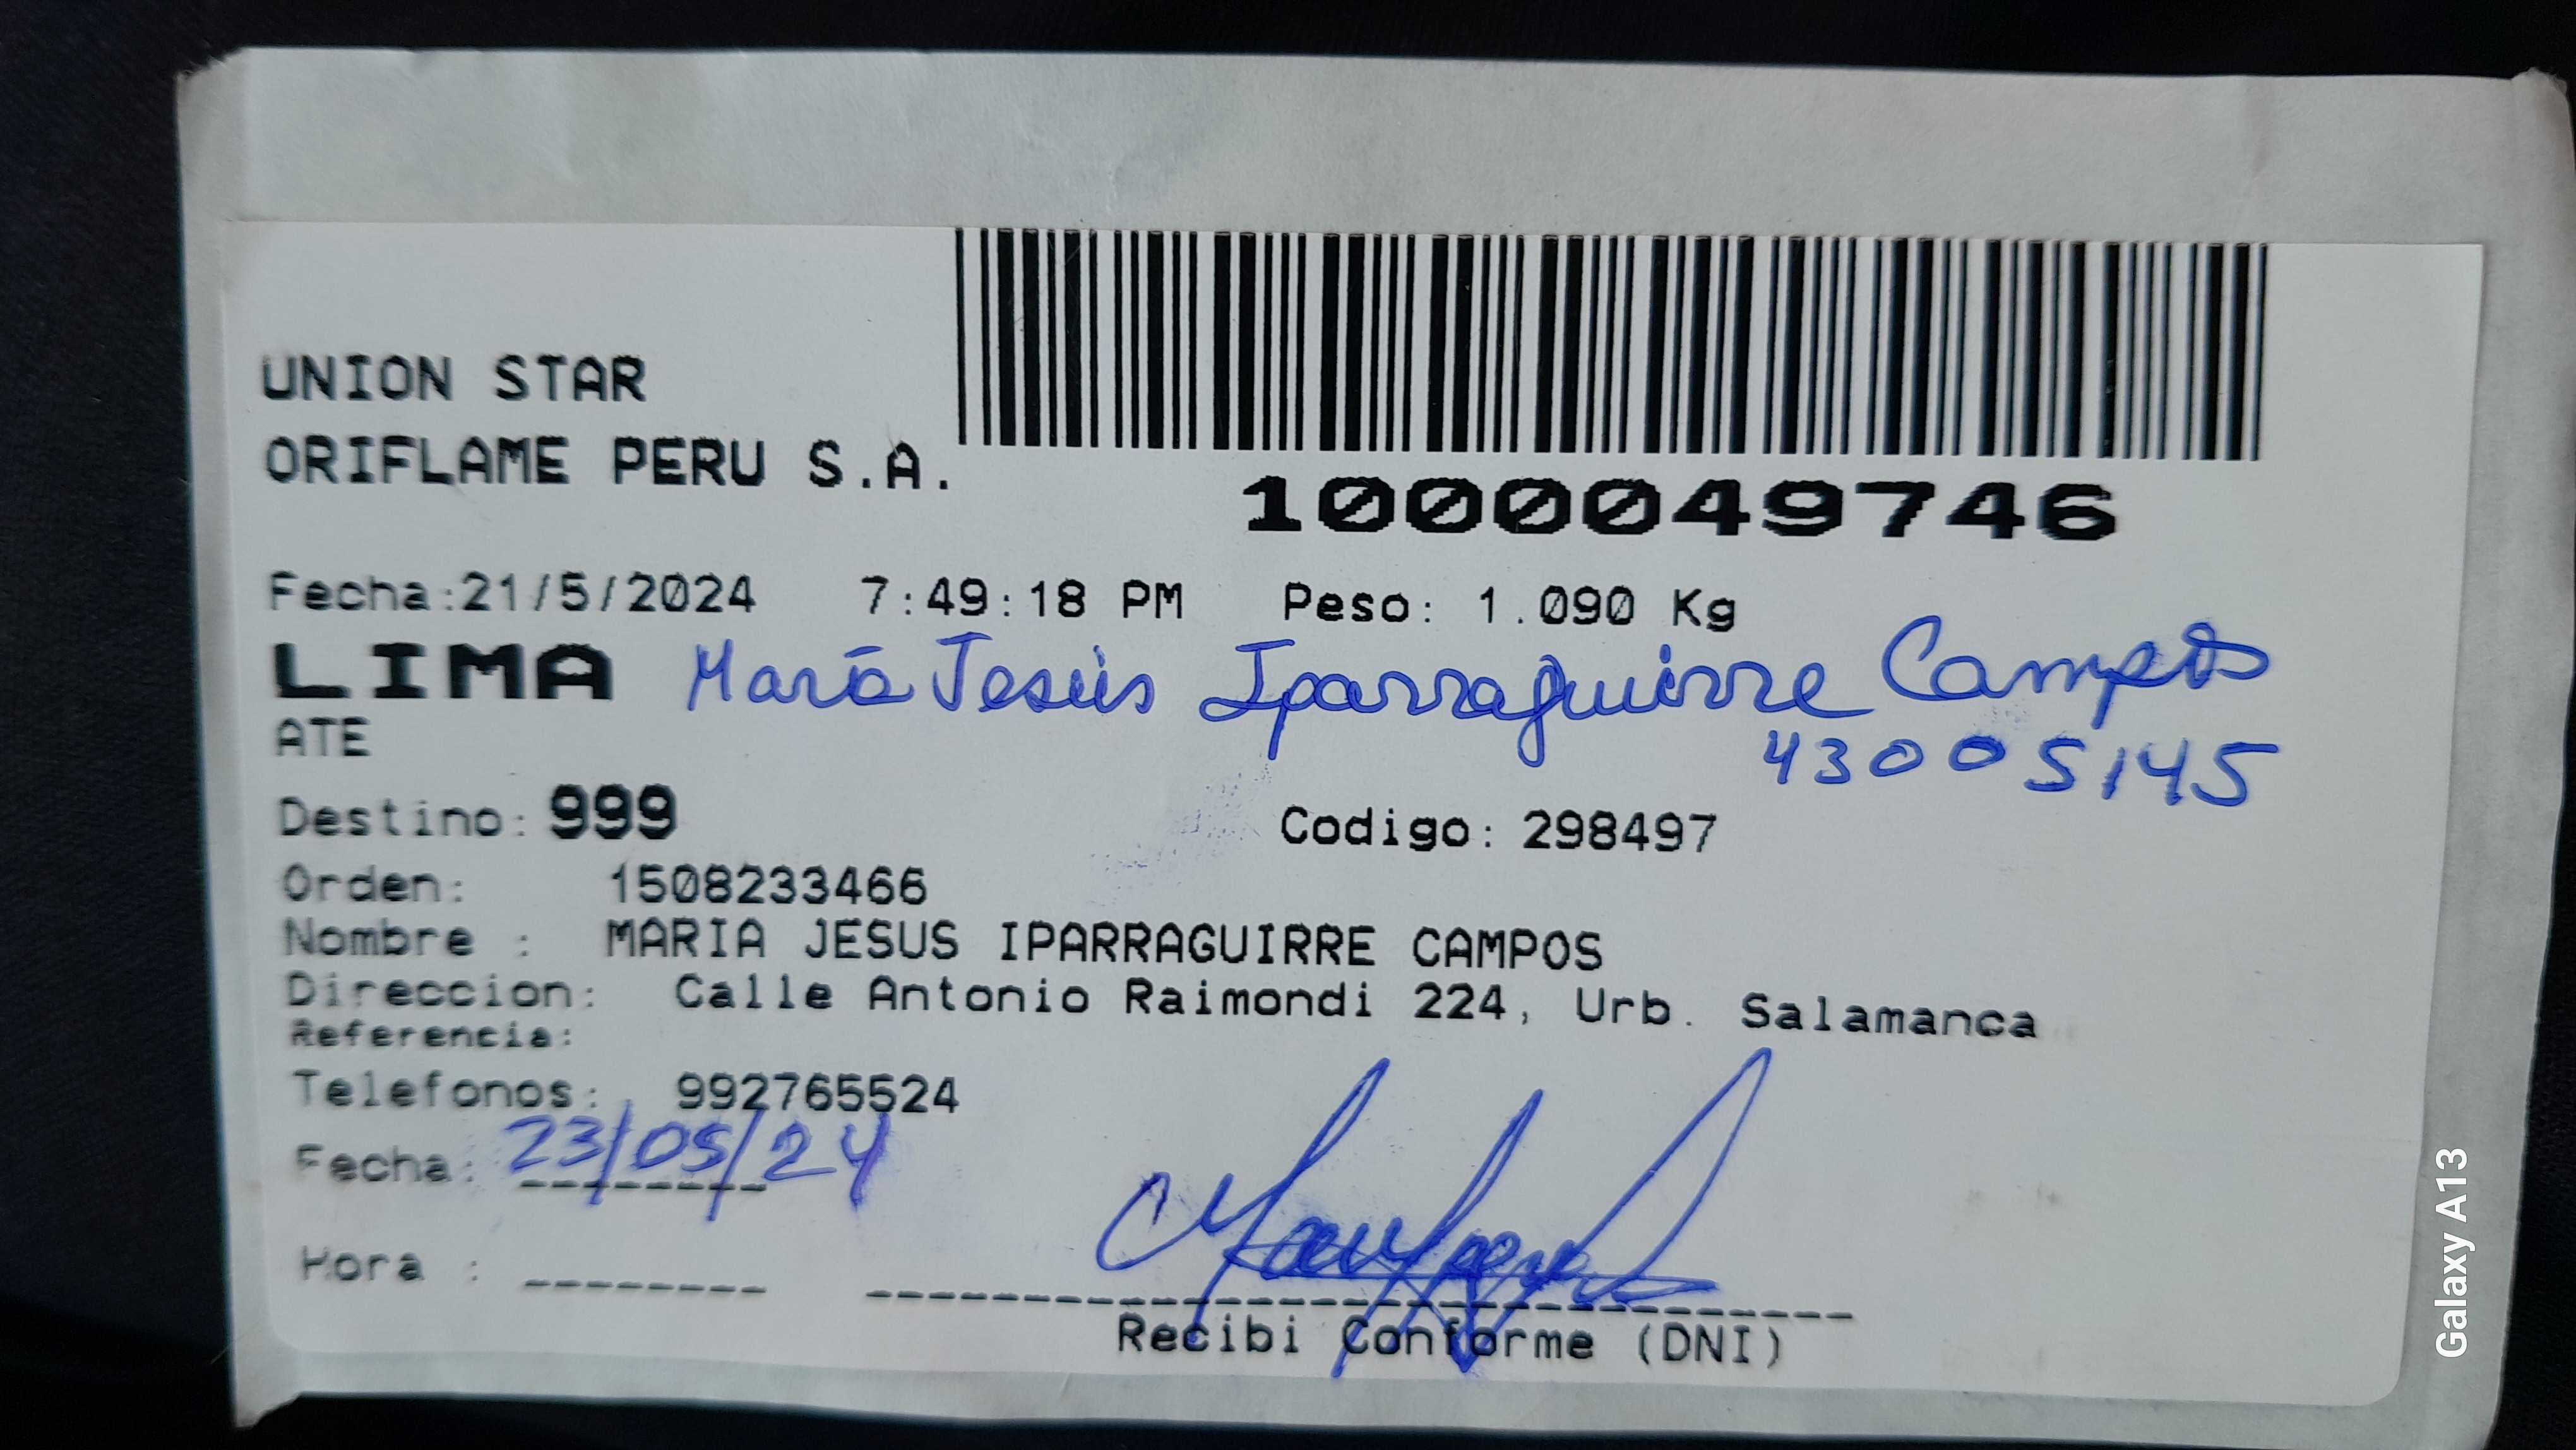 UNION STAR
ORIFLAME PERU S.A.
1000049746
Fecha:21/5/2024 7:49:18 PM Peso: 1.090 Kg
LIMA María Jesús Iparraguirre Campos
ATE 43005145
Destino: 999 Codigo: 298497
Orden: 1508233466
Nombre : MARIA JESUS IPARRAGUIRRE CAMPOS
Direccion: Calle Antonio Raimondi 224, Urb. Salamanca
Referencia:
Telefonos: 992765524
Fecha: 23/05/24
Hora :
Recibi Conforme (DNI)
Galaxy A13